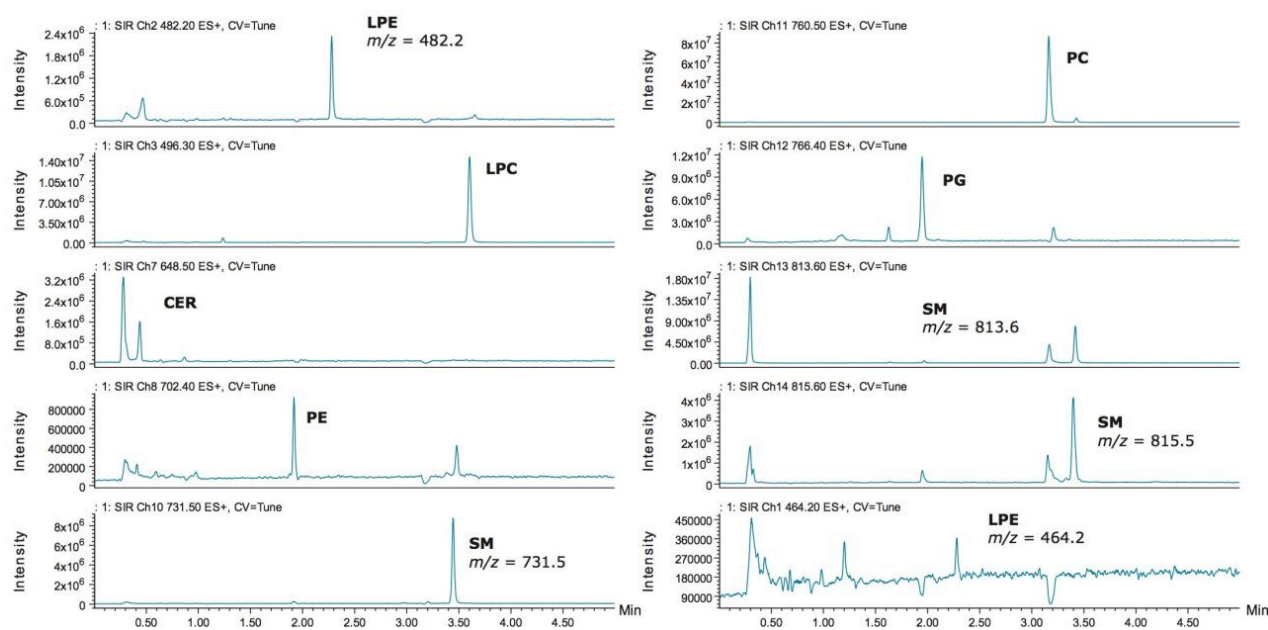 : 1: SIR Ch2 482.20 ES+, CV=Tune
LPE
m/z = 482.2
Intensity
2.4x10⁶
1.8x10⁶
1.2x10⁶
6.0x10⁵
0.0
: 1: SIR Ch3 496.30 ES+, CV=Tune
LPC
Intensity
1.40x10⁷
1.05x10⁷
7.00x10⁶
3.50x10⁶
0.00
: 1: SIR Ch7 648.50 ES+, CV=Tune
CER
Intensity
3.2x10⁶
2.4x10⁶
1.6x10⁶
8.0x10⁵
0.0
: 1: SIR Ch8 702.40 ES+, CV=Tune
PE
Intensity
800000
600000
400000
200000
0
: 1: SIR Ch10 731.50 ES+, CV=Tune
SM
m/z = 731.5
Intensity
8x10⁶
6x10⁶
4x10⁶
2x10⁶
0
0.50 1.00 1.50 2.00 2.50 3.00 3.50 4.00 4.50 Min
: 1: SIR Ch11 760.50 ES+, CV=Tune
PC
Intensity
8x10⁷
6x10⁷
4x10⁷
2x10⁷
0
: 1: SIR Ch12 766.40 ES+, CV=Tune
PG
Intensity
1.2x10⁷
9.0x10⁶
6.0x10⁶
3.0x10⁶
0.0
: 1: SIR Ch13 813.60 ES+, CV=Tune
SM
m/z = 813.6
Intensity
1.80x10⁷
1.35x10⁷
9.00x10⁶
4.50x10⁶
0.00
: 1: SIR Ch14 815.60 ES+, CV=Tune
SM
m/z = 815.5
Intensity
4x10⁶
3x10⁶
2x10⁶
1x10⁶
0
: 1: SIR Ch1 464.20 ES+, CV=Tune
LPE
m/z = 464.2
Intensity
450000
360000
270000
180000
90000
0.50 1.00 1.50 2.00 2.50 3.00 3.50 4.00 4.50 Min